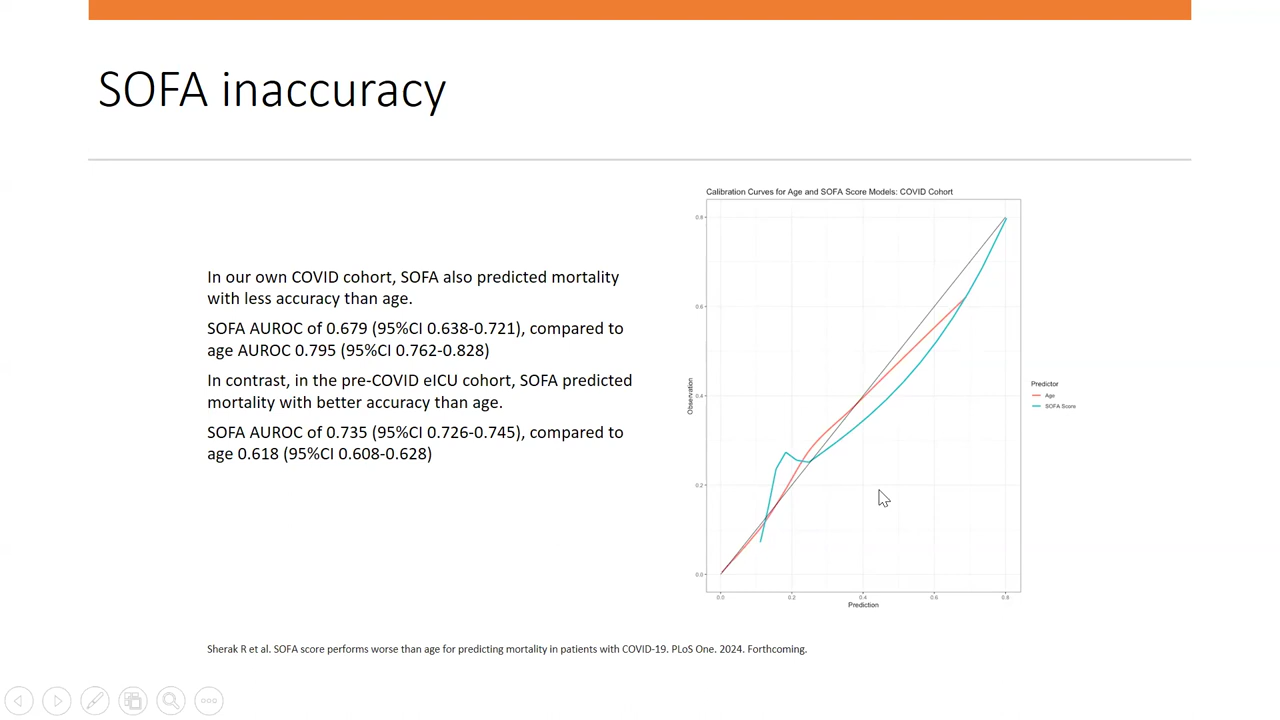 SOFA inaccuracy
In our own COVID cohort, SOFA also predicted mortality
with less accuracy than age.
SOFA AUROC of 0.679 (95%CI 0.638-0.721), compared to
age AUROC 0.795 (95%CI 0.762-0.828)
In contrast, in the pre-COVID eICU cohort, SOFA predicted
mortality with better accuracy than age.
SOFA AUROC of 0.735 (95%CI 0.726-0.745), compared to
age 0.618 (95%CI 0.608-0.628)
Calibration Curves for Age and SOFA Score Models: COVID Cohort
0.8
0.6
0.4
0.2
0.0
Observation
0.0 0.2 0.4 0.6 0.8
Prediction
Predictor
Age
SOFA Score
Sherak R et al. SOFA score performs worse than age for predicting mortality in patients with COVID-19. PLoS One. 2024. Forthcoming.